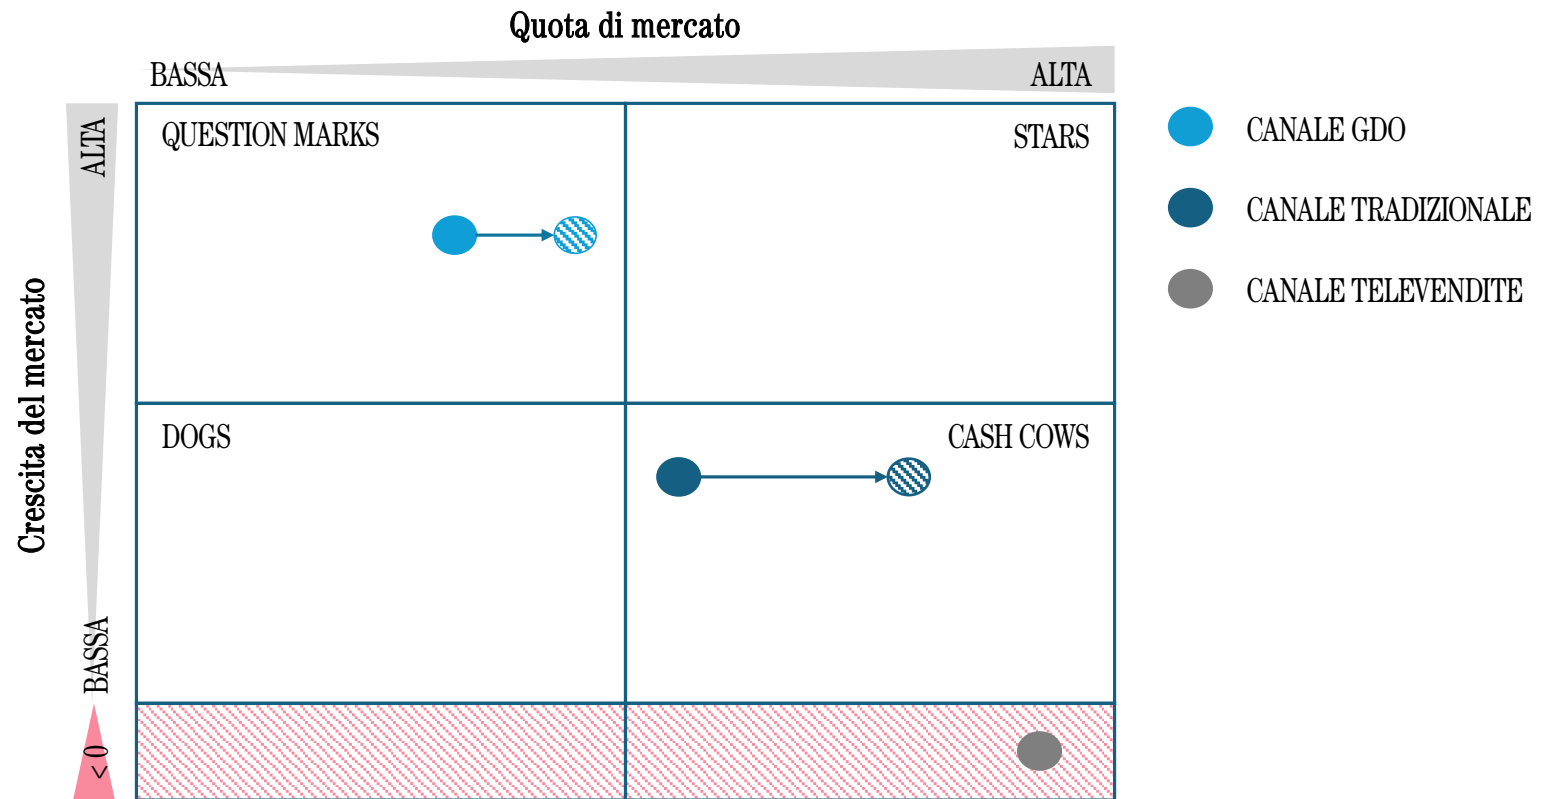 Quota di mercato
BASSA
ALTA
ALTA
QUESTION MARKS
STARS
CANALE GDO
CANALE TRADIZIONALE
CANALE TELEVENDITE
Crescita del mercato
DOGS
CASH COWS
BASSA
< 0